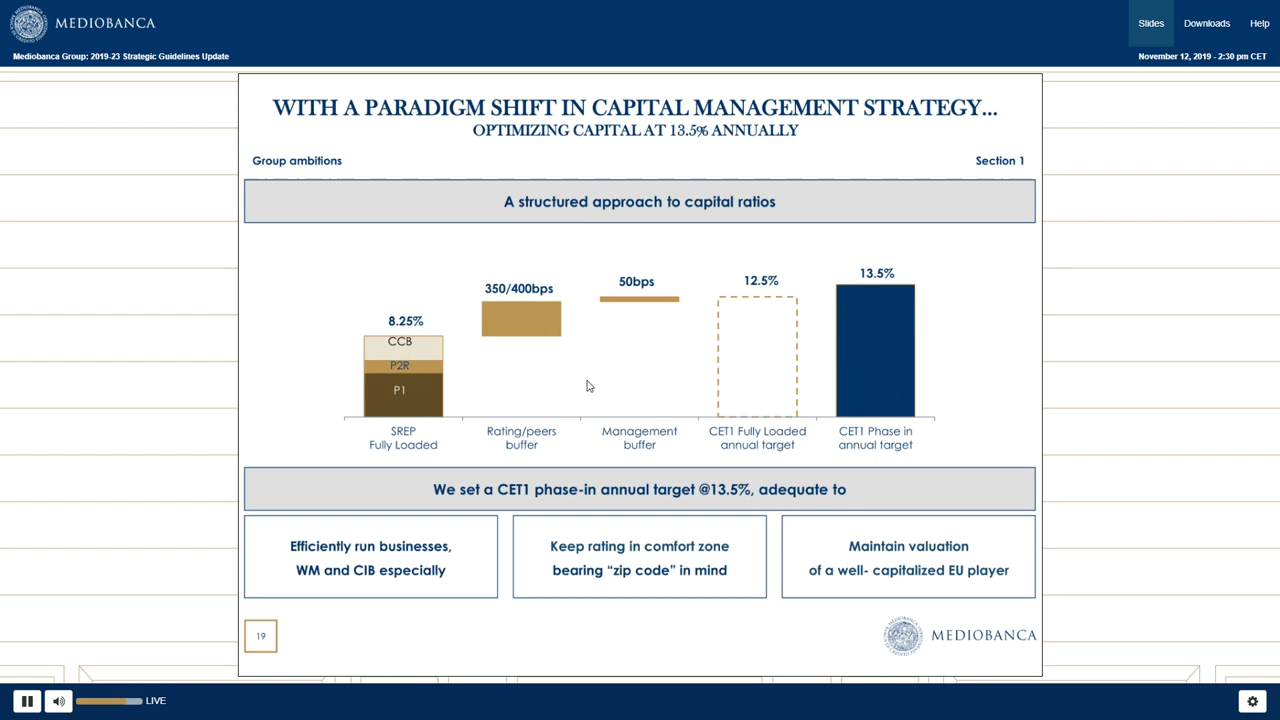 MEDIOBANCA
Slides
Downloads
Help
Mediobanca Group: 2019-23 Strategic Guidelines Update
November 12, 2019 - 2:30 pm CET
WITH A PARADIGM SHIFT IN CAPITAL MANAGEMENT STRATEGY...
OPTIMIZING CAPITAL AT 13.5% ANNUALLY
Group ambitions
Section 1
A structured approach to capital ratios
8.25%
350/400bps
50bps
12.5%
13.5%
CCB
P2R
P1
SREP
Fully Loaded
Rating/peers
buffer
Management
buffer
CET1 Fully Loaded
annual target
CET1 Phase in
annual target
We set a CET1 phase-in annual target @13.5%, adequate to
Efficiently run businesses,
WM and CIB especially
Keep rating in comfort zone
bearing “zip code” in mind
Maintain valuation
of a well- capitalized EU player
19
MEDIOBANCA
LIVE